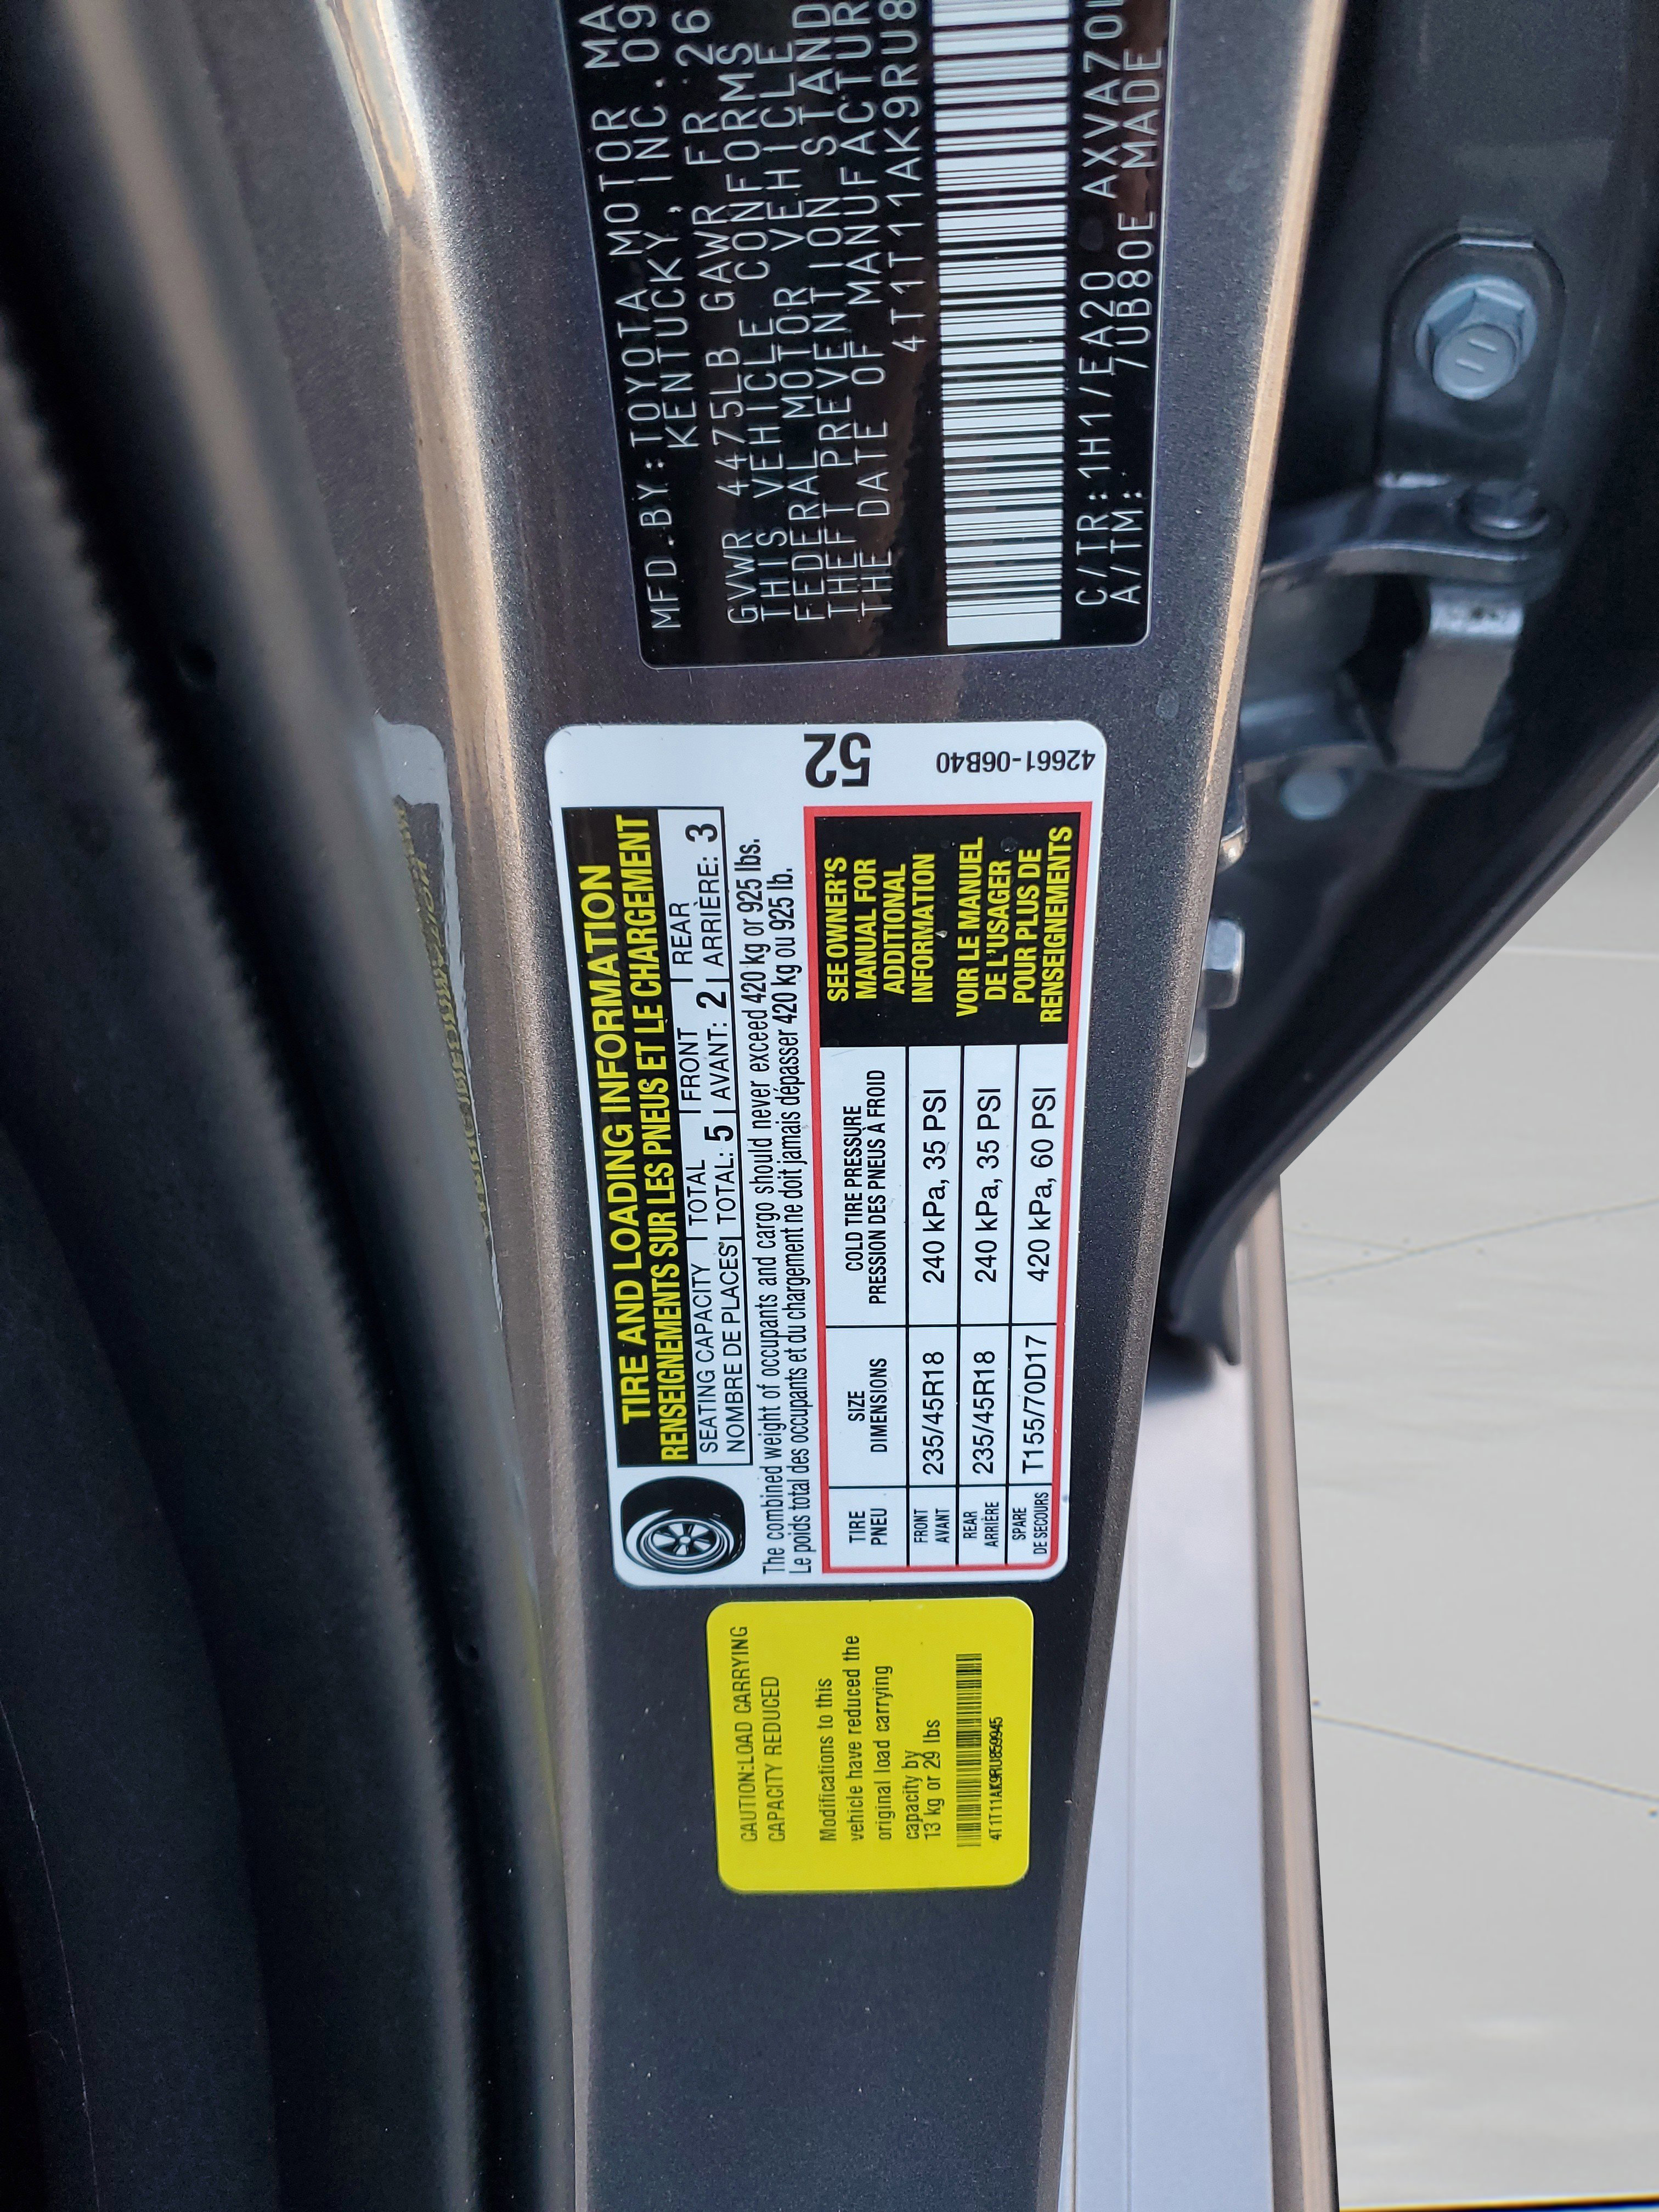 MFD.BY:TOYOTA MOTOR MA
KENTUCKY, INC. 09
GVWR 4475LB GAWR FR 26
THIS VEHICLE CONFORMS
FEDERAL MOTOR VEHICLE
THEFT PREVENTION STAND
THE DATE OF MANUFACTUR
4T1T11AK9RU8
C/TR:1H1/EA20 AXVA70
A/TM: /UB80E MADE
52
42661-06B40
TIRE AND LOADING INFORMATION
RENSEIGNEMENTS SUR LES PNEUS ET LE CHARGEMENT
SEATING CAPACITY TOTAL FRONT REAR
NOMBRE DE PLACES TOTAL: 5 AVANT: 2 ARRIÈRE: 3
The combined weight of occupants and cargo should never exceed 420 kg or 925 lbs.
Le poids total des occupants et du chargement ne doit jamais dépasser 420 kg ou 925 lb.
TIRE SIZE COLD TIRE PRESSURE
PNEU DIMENSIONS PRESSION DES PNEUS À FROID
FRONT
AVANT 235/45R18 240 kPa, 35 PSI
REAR
ARRIÈRE 235/45R18 240 kPa, 35 PSI
SPARE
DE SECOURS T155/70D17 420 kPa, 60 PSI
SEE OWNER'S
MANUAL FOR
ADDITIONAL
INFORMATION
VOIR LE MANUEL
DE L'USAGER
POUR PLUS DE
RENSEIGNEMENTS
CAUTION:LOAD CARRYING
CAPACITY REDUCED
Modifications to this
vehicle have reduced the
original load carrying
capacity by
13 kg or 29 lbs
4T1T11AK9RU859945